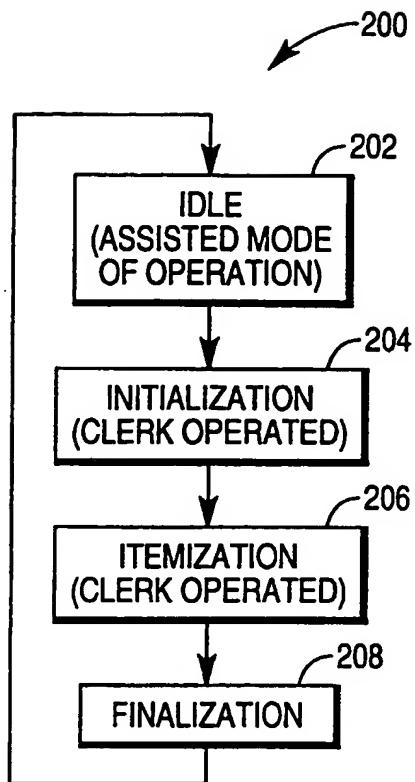 200
202
IDLE
(ASSISTED MODE
OF OPERATION)
204
INITIALIZATION
(CLERK OPERATED)
206
ITEMIZATION
(CLERK OPERATED)
208
FINALIZATION